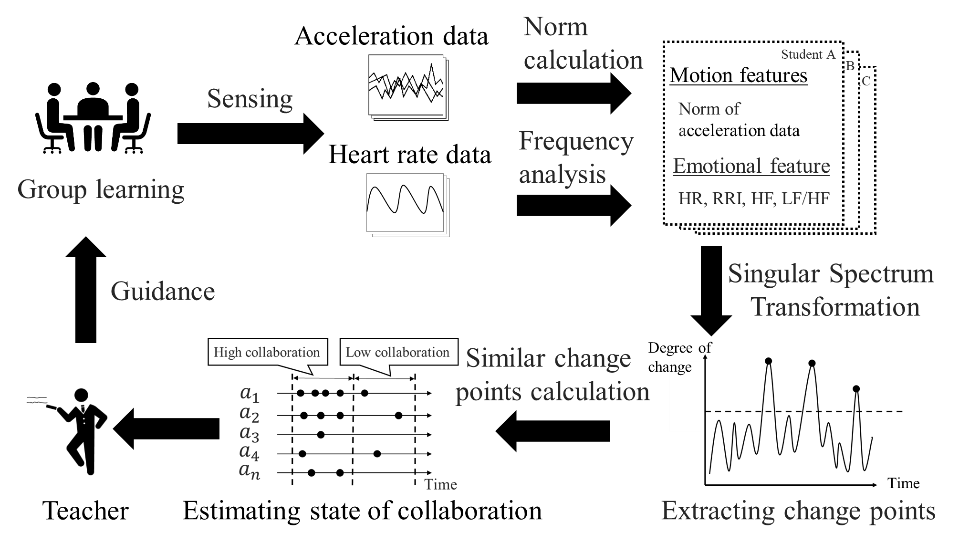 Acceleration data
Norm
calculation
Student A
B
C
Motion features
Norm of
acceleration data
Sensing
Heart rate data
Frequency
analysis
Emotional feature
HR, RRI, HF, LF/HF
Group learning
Singular Spectrum
Transformation
Guidance
Degree of
change
Time
Extracting change points
Similar change
points calculation
High collaboration
Low collaboration
a1
a2
a3
a4
an
Time
Estimating state of collaboration
Teacher